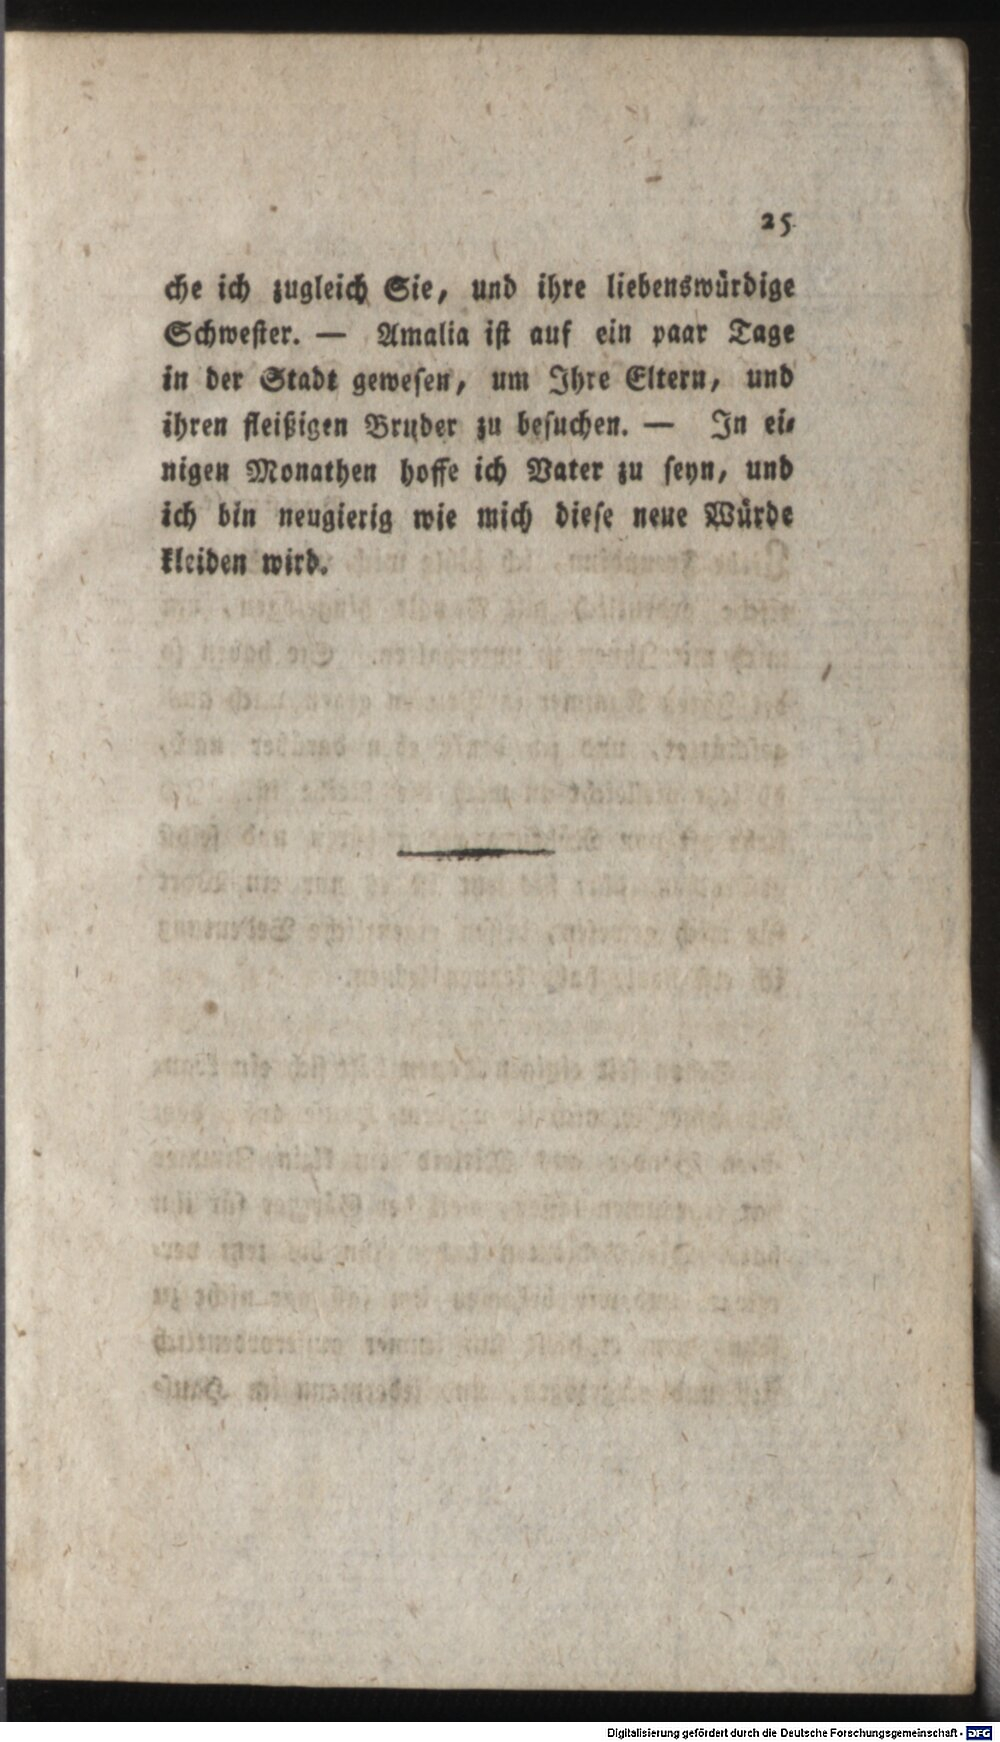 25
che ich zugleich Sie, und ihre liebenswürdige
Schwester. — Amalia ist auf ein paar Tage
in der Stadt gewesen, um Ihre Eltern, und
ihren fleißigen Bruder zu besuchen. — In ei-
nigen Monathen hoffe ich Vater zu seyn, und
ich bin neugierig wie mich diese neue Würde
kleiden wird.
Digitalisierung gefördert durch die Deutsche Forschungsgemeinschaft - DFG